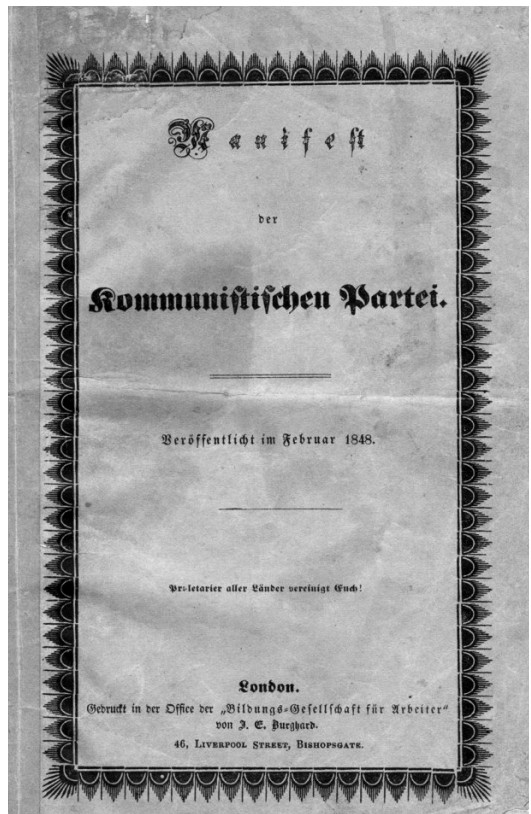 Manifest
der
Kommunistischen Partei.
Veröffentlicht im Februar 1848.
Proletarier aller Länder vereinigt Euch!
London.
Gedruckt in der Office der „Bildungs-Gesellschaft für Arbeiter“
von J. E. Burghard.
46, LIVERPOOL STREET, BISHOPSGATE.